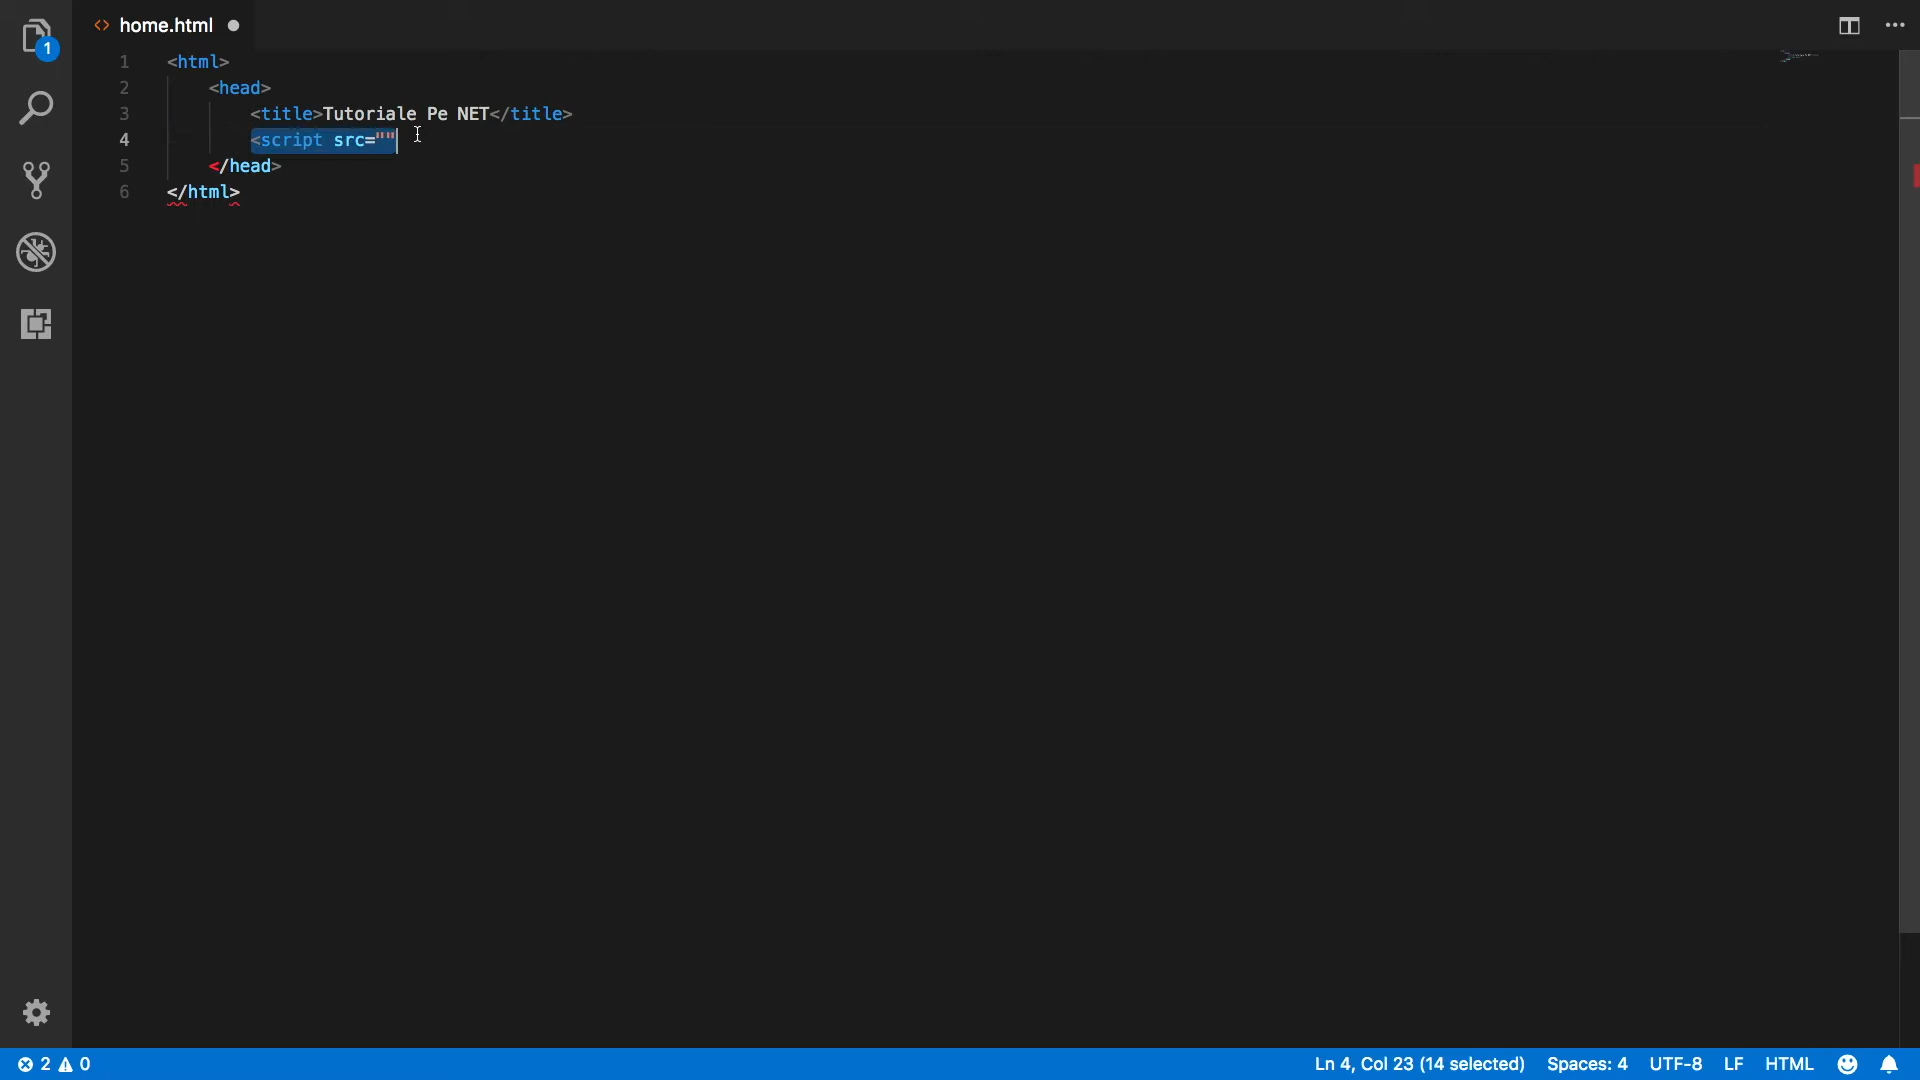 1
home.html
1 <html>
2 <head>
3 <title>Tutoriale Pe NET</title>
4 <script src=""
5 </head>
6 </html>
2 0 Ln 4, Col 23 (14 selected) Spaces: 4 UTF-8 LF HTML